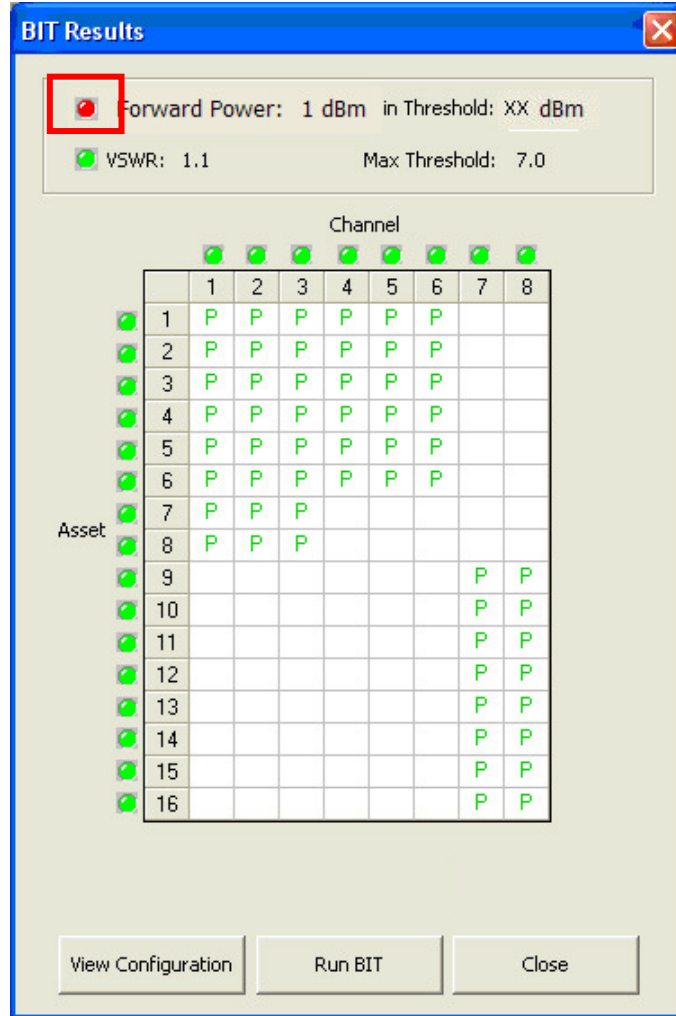 BIT Results
Forward Power: 1 dBm in Threshold: XX dBm
VSWR: 1.1 Max Threshold: 7.0
Channel
1 2 3 4 5 6 7 8
1 P P P P P P
2 P P P P P P
3 P P P P P P
4 P P P P P P
5 P P P P P P
6 P P P P P P
7 P P P
Asset
8 P P P
9 P P
10 P P
11 P P
12 P P
13 P P
14 P P
15 P P
16 P P
View Configuration Run BIT Close